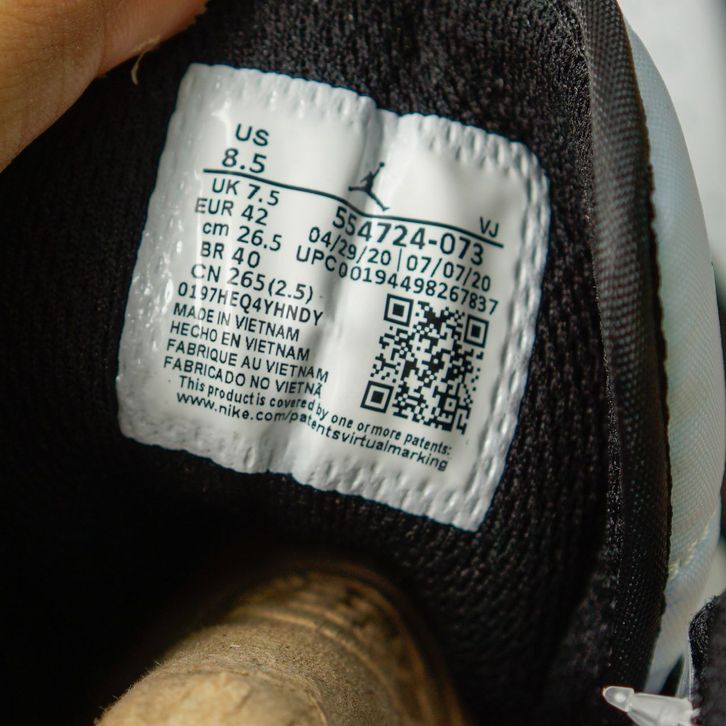 US
8.5
UK 7.5
EUR 42
cm 26.5
BR 40
CN 265(2.5)
0197HEQ4YHNDY
MADE IN VIETNAM
HECHO EN VIETNAM
FABRIQUE AU VIETNAM
FABRICADO NO VIETNÃ
This product is covered by one or more patents:
www.nike.com/patentsvirtualmarking
VJ
554724-073
04/29/20 | 07/07/20
UPC00194498267837